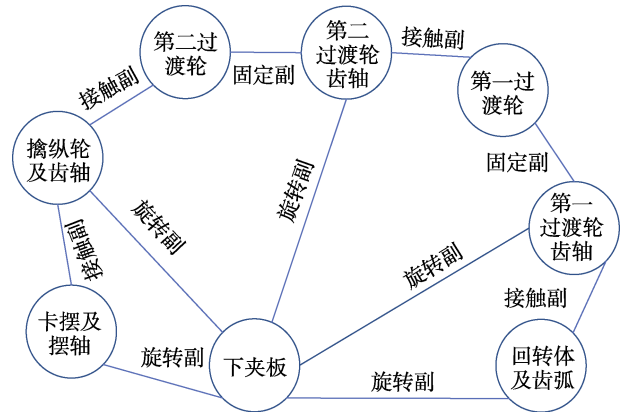 第二过
渡轮
固定副
第二
过渡轮
齿轴
接触副
第一过
渡轮
接触副
擒纵轮
及齿轴
固定副
旋转副
旋转副
第一
过渡轮
齿轴
接触副
旋转副
接触副
卡摆及
摆轴
旋转副
下夹板
旋转副
回转体
及齿弧